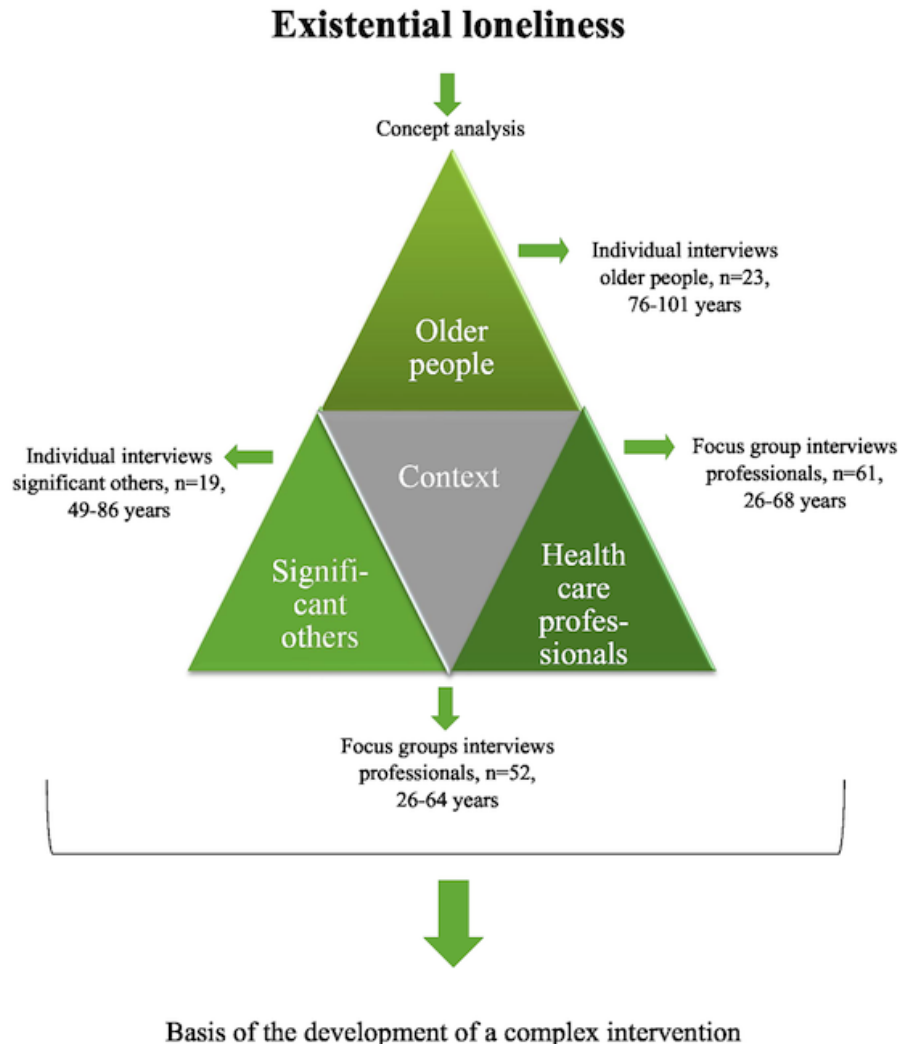 Existential loneliness
Concept analysis
Individual interviews
older people, n=23,
76-101 years
Older
people
Individual interviews
significant others, n=19,
49-86 years
Context
Focus group interviews
professionals, n=61,
26-68 years
Signifi-
cant
others
Health
care
profes-
sionals
Focus groups interviews
professionals, n=52,
26-64 years
Basis of the development of a complex intervention